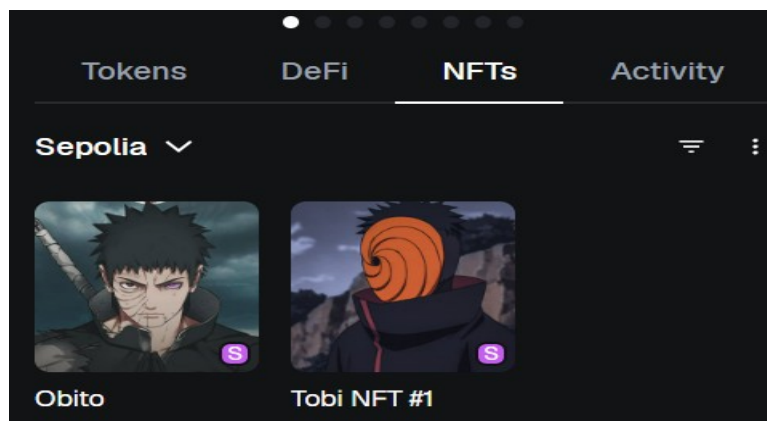 Tokens DeFi NFTs Activity
Sepolia
S S
Obito Tobi NFT #1